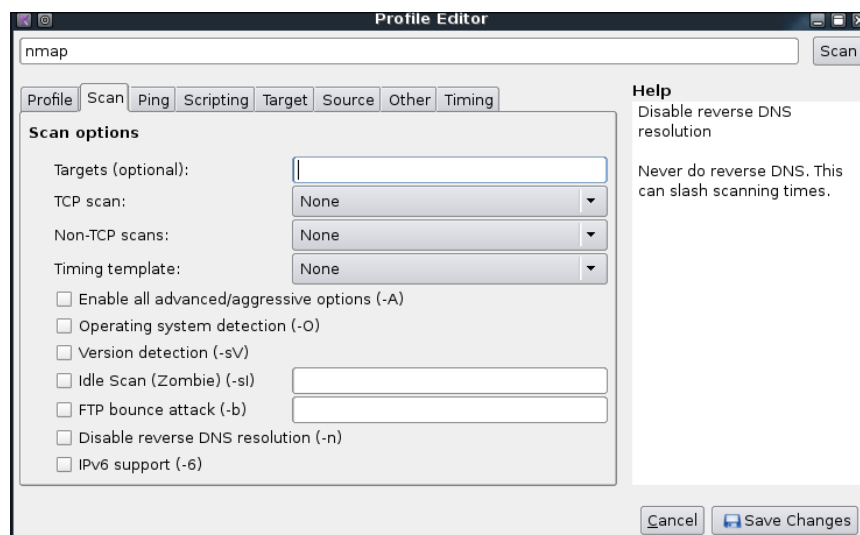 Profile Editor
nmap
Scan
Profile Scan Ping Scripting Target Source Other Timing
Scan options
Targets (optional):
TCP scan: None
Non-TCP scans: None
Timing template: None
Enable all advanced/aggressive options (-A)
Operating system detection (-O)
Version detection (-sV)
Idle Scan (Zombie) (-sI)
FTP bounce attack (-b)
Disable reverse DNS resolution (-n)
IPv6 support (-6)
Help
Disable reverse DNS
resolution
Never do reverse DNS. This
can slash scanning times.
Cancel Save Changes